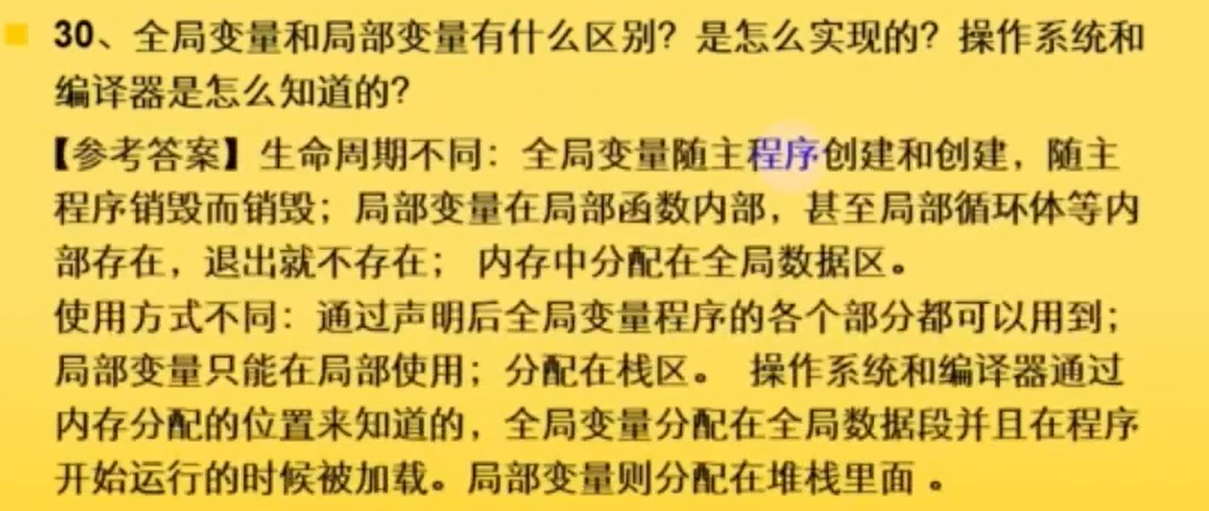 30、全局变量和局部变量有什么区别？是怎么实现的？操作系统和
编译器是怎么知道的？
【参考答案】生命周期不同：全局变量随主程序创建和创建，随主
程序销毁而销毁；局部变量在局部函数内部，甚至局部循环体等内
部存在，退出就不存在； 内存中分配在全局数据区。
使用方式不同：通过声明后全局变量程序的各个部分都可以用到；
局部变量只能在局部使用；分配在栈区。 操作系统和编译器通过
内存分配的位置来知道的，全局变量分配在全局数据段并且在程序
开始运行的时候被加载。局部变量则分配在堆栈里面 。